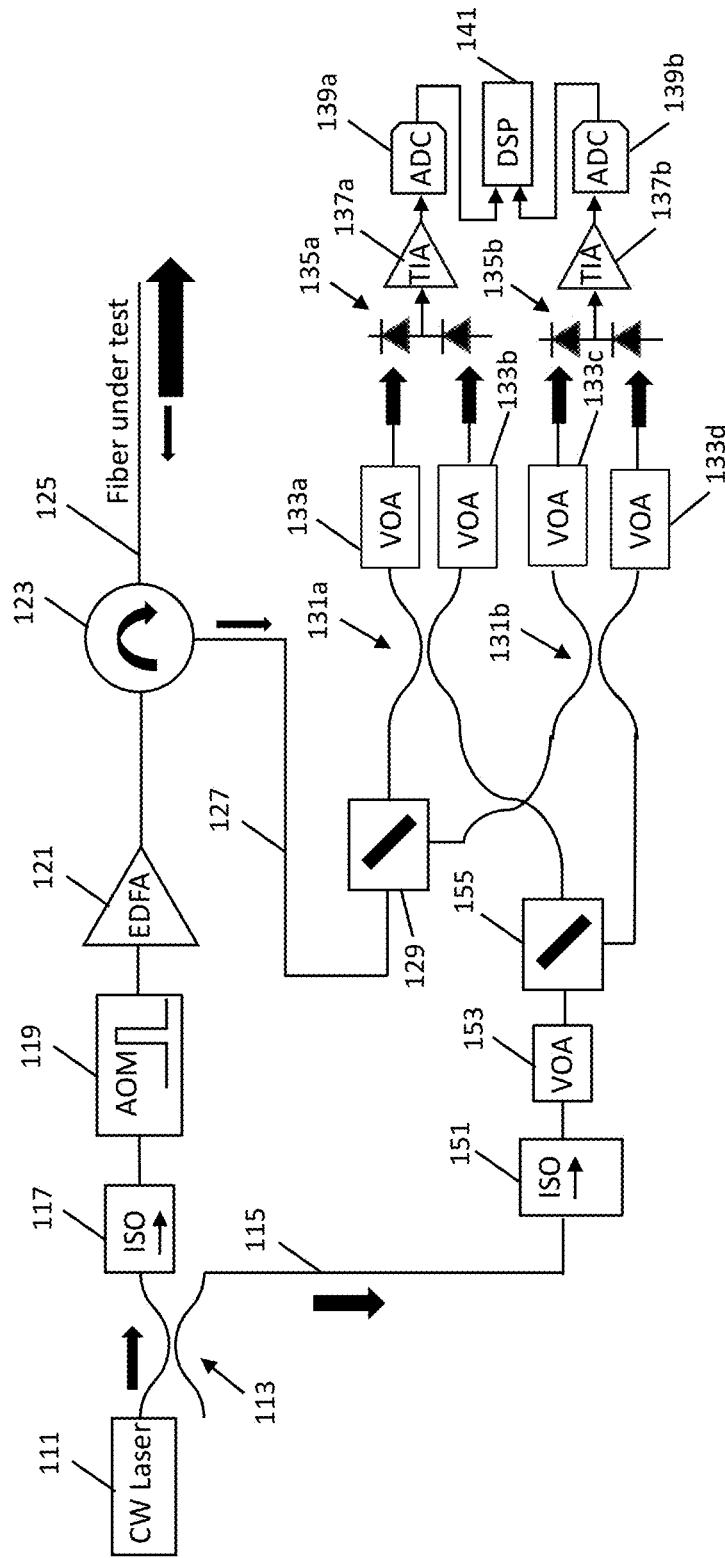 111
CW Laser
113
117
ISO
115
119
AOM
121
EDFA
123
125
Fiber under test
127
129
151
ISO
153
VOA
155
131a
131b
133a
VOA
VOA
133b
VOA
133c
VOA
133d
135a
135b
137a
TIA
TIA
137b
139a
ADC
ADC
139b
141
DSP